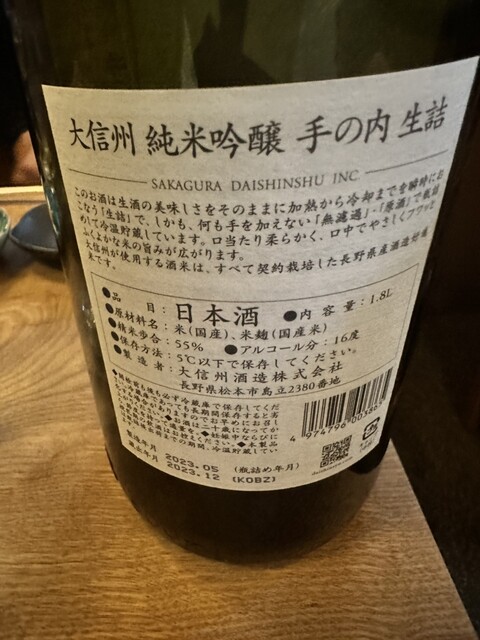 大信州 純米吟醸 手の内 生詰
SAKAGURA DAISHINSHU INC
このお酒は生酒の美味しさをそのままに加熱から冷却までを瞬時にお
こなう「生詰」で、しかも、何も手を加えない「無濾過」・「原酒」で瓶詰
めて冷温貯蔵しています。口当たり柔らかく、口中でやさしくフワッと
ふくよかな米の旨みが広がります。
大信州が使用する酒米は、すべて契約栽培した長野県産酒造好適
米です。
●品 目：日本酒 ●内容量：1.8L
●原材料名：米(国産)、米麹(国産米)
●精米歩合：55% ●アルコール分：16度
●保存方法：5℃以下で保存してください。
●製造者：大信州酒造株式会社
長野県松本市島立2380番地
製造年月 2023.05 (瓶詰め年月)
2023.12 [KOBZ]